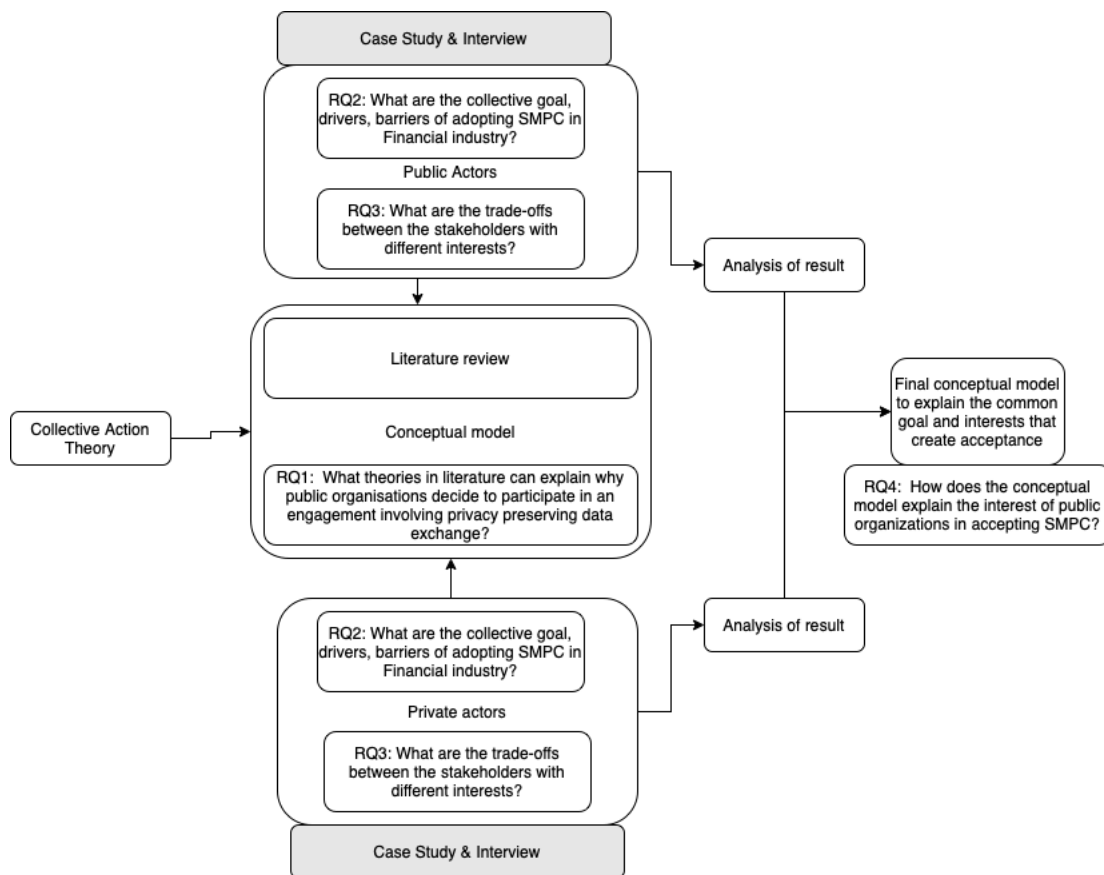 Case Study & Interview
RQ2: What are the collective goal,
drivers, barriers of adopting SMPC in
Financial industry?
Public Actors
RQ3: What are the trade-offs
between the stakeholders with
different interests?
Analysis of result
Literature review
Collective Action
Theory
Conceptual model
RQ1:  What theories in literature can explain why
public organisations decide to participate in an
engagement involving privacy preserving data
exchange?
Final conceptual model
to explain the common
goal and interests that
create acceptance
RQ4:  How does the conceptual
model explain the interest of public
organizations in accepting SMPC?
RQ2: What are the collective goal,
drivers, barriers of adopting SMPC in
Financial industry?
Analysis of result
Private actors
RQ3: What are the trade-offs
between the stakeholders with
different interests?
Case Study & Interview